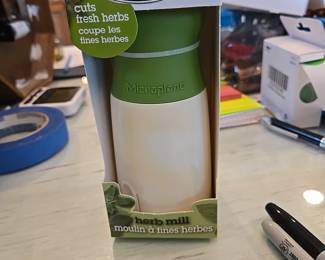 cuts
fresh herbs
coupe les
fines herbes
Microplane
herb mill
moulin à fines herbes